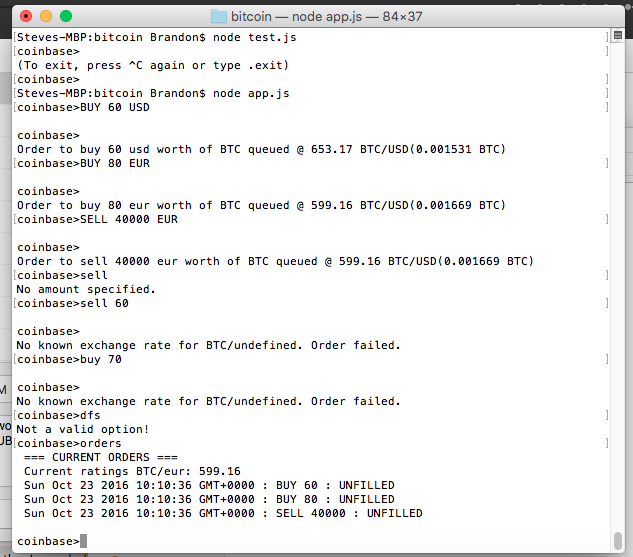 bitcoin — node app.js — 84×37
[Steves-MBP:bitcoin Brandon$ node test.js ]
[coinbase> ]
(To exit, press ^C again or type .exit)
[coinbase> ]
[Steves-MBP:bitcoin Brandon$ node app.js ]
[coinbase>BUY 60 USD ]
coinbase>
Order to buy 60 usd worth of BTC queued @ 653.17 BTC/USD(0.001531 BTC)
[coinbase>BUY 80 EUR ]
coinbase>
Order to buy 80 eur worth of BTC queued @ 599.16 BTC/USD(0.001669 BTC)
[coinbase>SELL 40000 EUR ]
coinbase>
Order to sell 40000 eur worth of BTC queued @ 599.16 BTC/USD(0.001669 BTC)
[coinbase>sell ]
No amount specified.
[coinbase>sell 60 ]
coinbase>
No known exchange rate for BTC/undefined. Order failed.
[coinbase>buy 70 ]
coinbase>
No known exchange rate for BTC/undefined. Order failed.
[coinbase>dfs ]
Not a valid option!
[coinbase>orders ]
=== CURRENT ORDERS ===
Current ratings BTC/eur: 599.16
Sun Oct 23 2016 10:10:36 GMT+0000 : BUY 60 : UNFILLED
Sun Oct 23 2016 10:10:36 GMT+0000 : BUY 80 : UNFILLED
Sun Oct 23 2016 10:10:36 GMT+0000 : SELL 40000 : UNFILLED
coinbase>